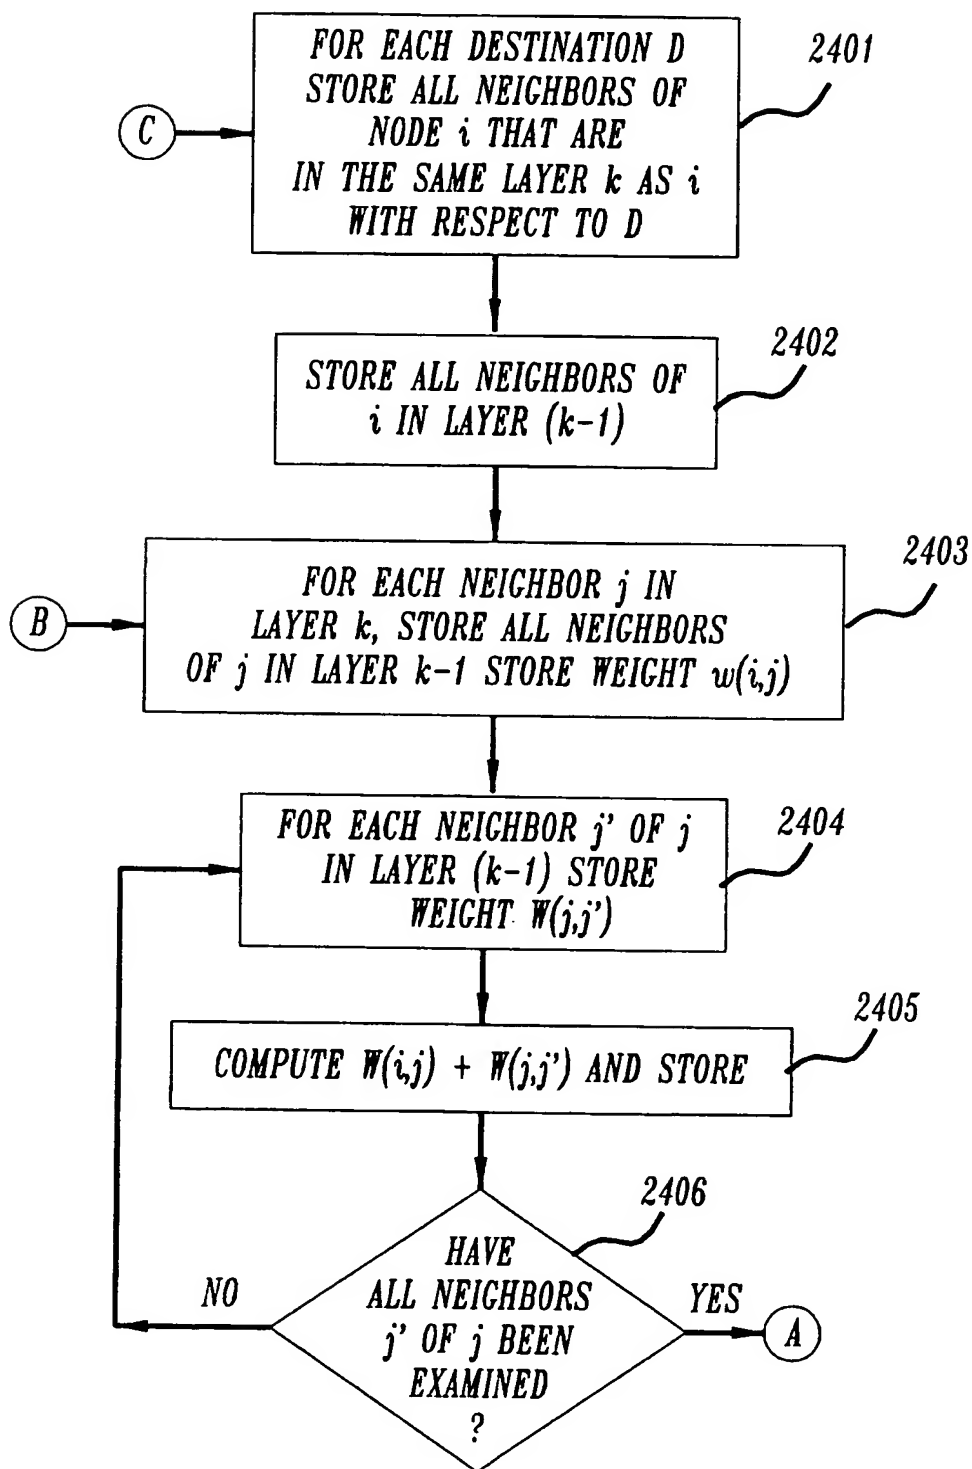 FOR EACH DESTINATION D
STORE ALL NEIGHBORS OF
NODE i THAT ARE
IN THE SAME LAYER k AS i
WITH RESPECT TO D
2401
C
STORE ALL NEIGHBORS OF
i IN LAYER (k-1)
2402
FOR EACH NEIGHBOR j IN
LAYER k, STORE ALL NEIGHBORS
OF j IN LAYER k-1 STORE WEIGHT w(i,j)
2403
B
FOR EACH NEIGHBOR j' OF j
IN LAYER (k-1) STORE
WEIGHT W(j,j')
2404
COMPUTE W(i,j) + W(j,j') AND STORE
2405
2406
HAVE
ALL NEIGHBORS
j' OF j BEEN
EXAMINED
?
NO
YES
A